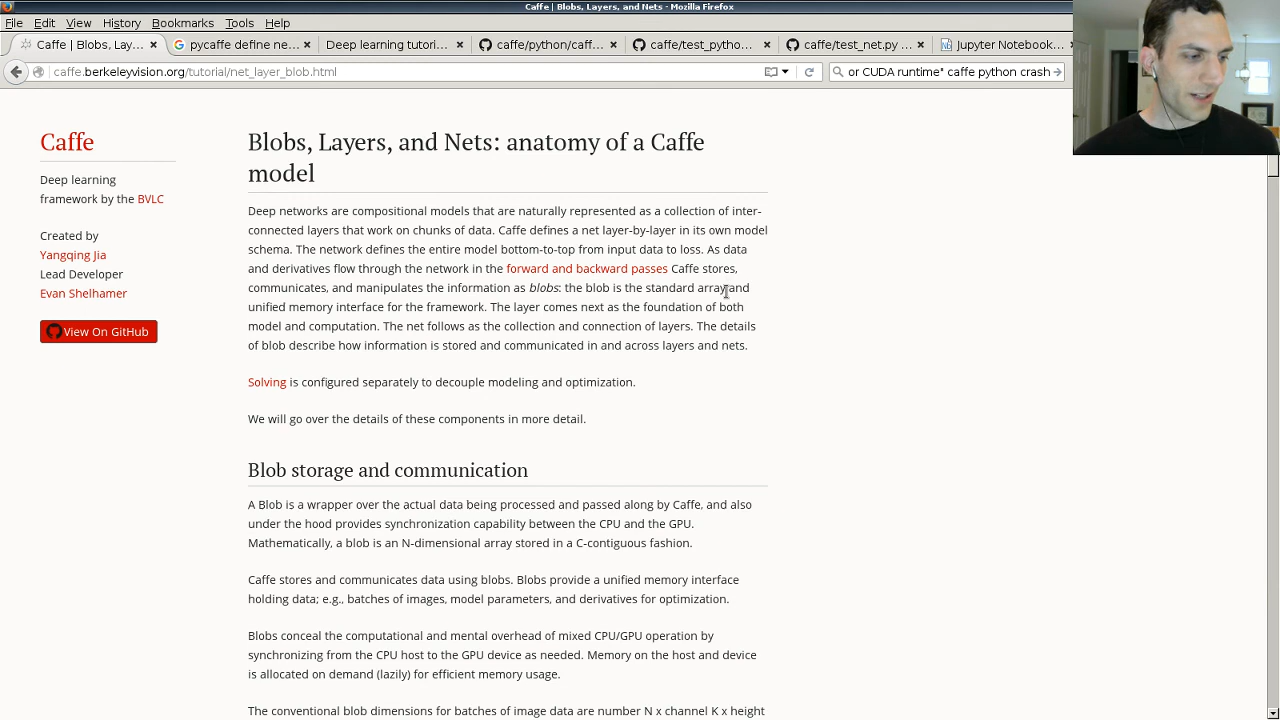 Caffe | Blobs, Layers, and Nets - Mozilla Firefox
File Edit View History Bookmarks Tools Help
Caffe | Blobs, Lay... pycaffe define ne... Deep learning tutori... caffe/python/caff... caffe/test_pytho... caffe/test_net.py ... Jupyter Notebook...
caffe.berkeleyvision.org/tutorial/net_layer_blob.html or CUDA runtime" caffe python crash
Caffe
Deep learning
framework by the BVLC
Created by
Yangqing Jia
Lead Developer
Evan Shelhamer
View On GitHub
Blobs, Layers, and Nets: anatomy of a Caffe
model
Deep networks are compositional models that are naturally represented as a collection of inter-
connected layers that work on chunks of data. Caffe defines a net layer-by-layer in its own model
schema. The network defines the entire model bottom-to-top from input data to loss. As data
and derivatives flow through the network in the forward and backward passes Caffe stores,
communicates, and manipulates the information as blobs: the blob is the standard array and
unified memory interface for the framework. The layer comes next as the foundation of both
model and computation. The net follows as the collection and connection of layers. The details
of blob describe how information is stored and communicated in and across layers and nets.
Solving is configured separately to decouple modeling and optimization.
We will go over the details of these components in more detail.
Blob storage and communication
A Blob is a wrapper over the actual data being processed and passed along by Caffe, and also
under the hood provides synchronization capability between the CPU and the GPU.
Mathematically, a blob is an N-dimensional array stored in a C-contiguous fashion.
Caffe stores and communicates data using blobs. Blobs provide a unified memory interface
holding data; e.g., batches of images, model parameters, and derivatives for optimization.
Blobs conceal the computational and mental overhead of mixed CPU/GPU operation by
synchronizing from the CPU host to the GPU device as needed. Memory on the host and device
is allocated on demand (lazily) for efficient memory usage.
The conventional blob dimensions for batches of image data are number N x channel K x height